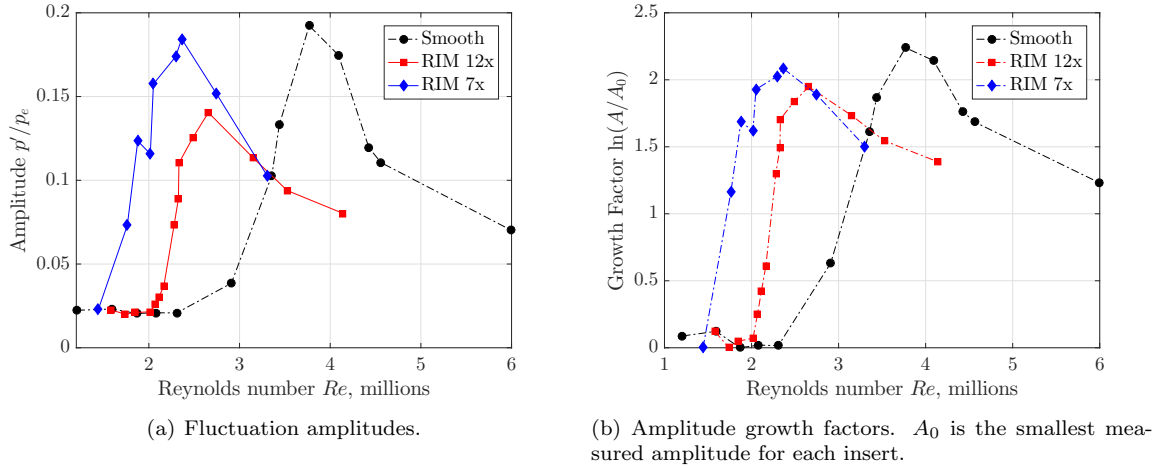 0.2
0.15
0.1
0.05
0
Amplitude p′/pe
Smooth
RIM 12x
RIM 7x
2
3
4
5
6
Reynolds number Re, millions
(a) Fluctuation amplitudes.
2.5
2
1.5
1
0.5
0
Growth Factor ln(A/A0)
Smooth
RIM 12x
RIM 7x
1
2
3
4
5
6
Reynolds number Re, millions
(b) Amplitude growth factors. A0 is the smallest mea-
sured amplitude for each insert.